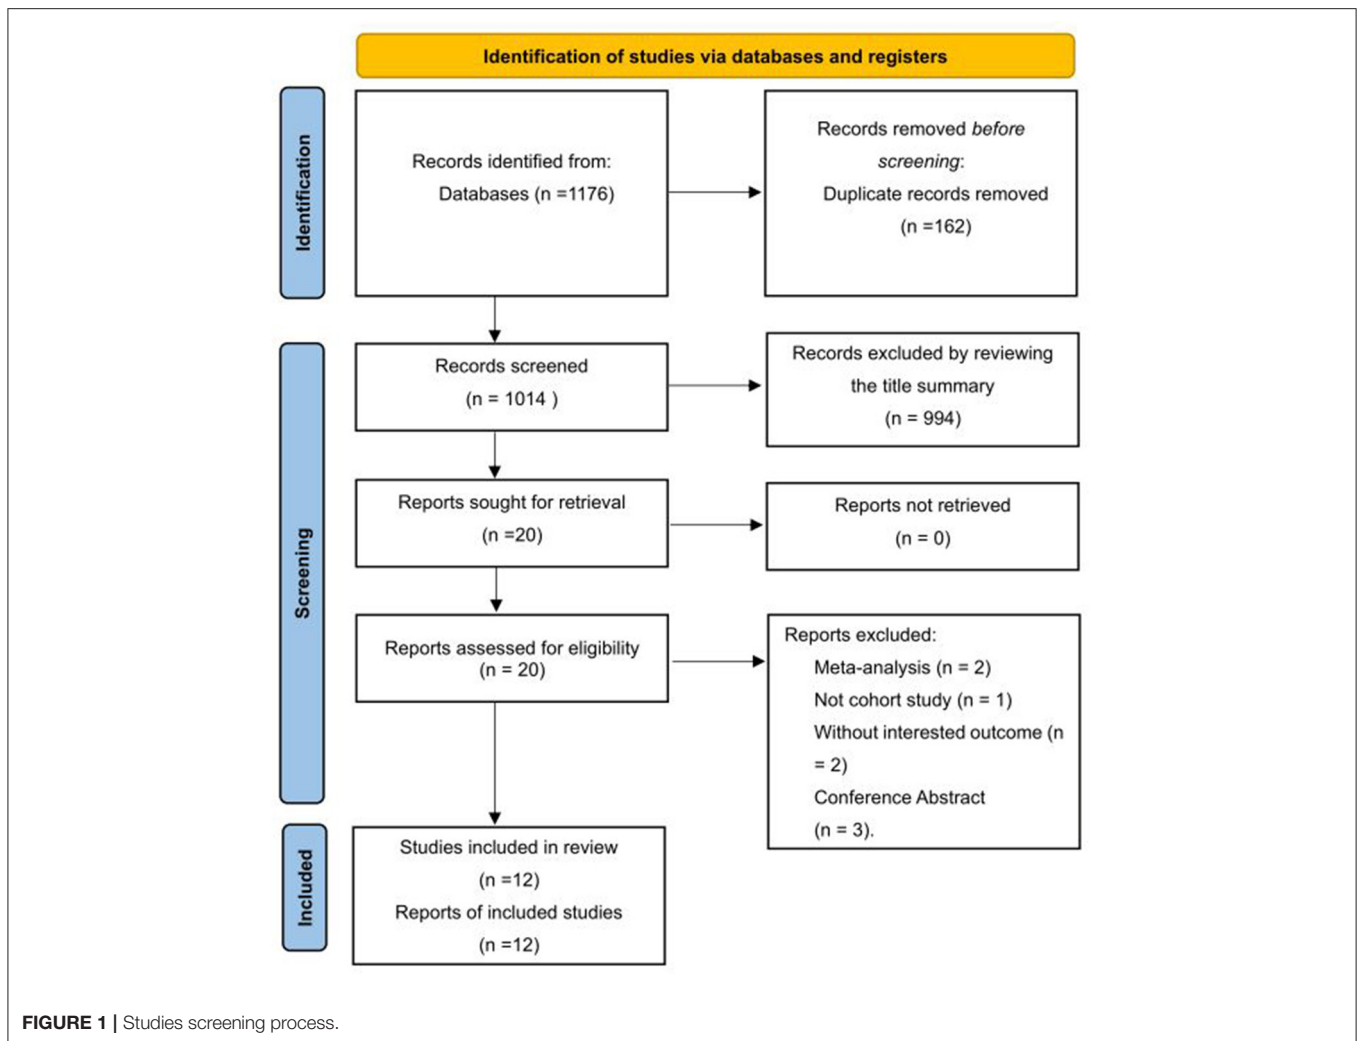 Identification of studies via databases and registers
Identification
Records identified from:
Databases (n =1176)
Records removed before
screening:
Duplicate records removed
(n =162)
Screening
Records screened
(n = 1014 )
Records excluded by reviewing
the title summary
(n = 994)
Reports sought for retrieval
(n =20)
Reports not retrieved
(n = 0)
Reports assessed for eligibility
(n = 20)
Reports excluded:
Meta-analysis (n = 2)
Not cohort study (n = 1)
Without interested outcome (n
= 2)
Conference Abstract
(n = 3).
Included
Studies included in review
(n =12)
Reports of included studies
(n =12)
FIGURE 1 | Studies screening process.